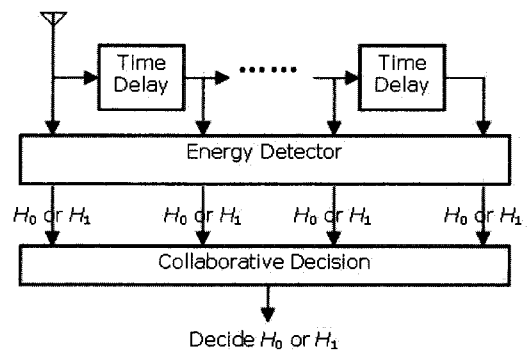 Time Delay
......
Time Delay
Energy Detector
H₀ or H₁ H₀ or H₁ H₀ or H₁ H₀ or H₁
Collaborative Decision
Decide H₀ or H₁